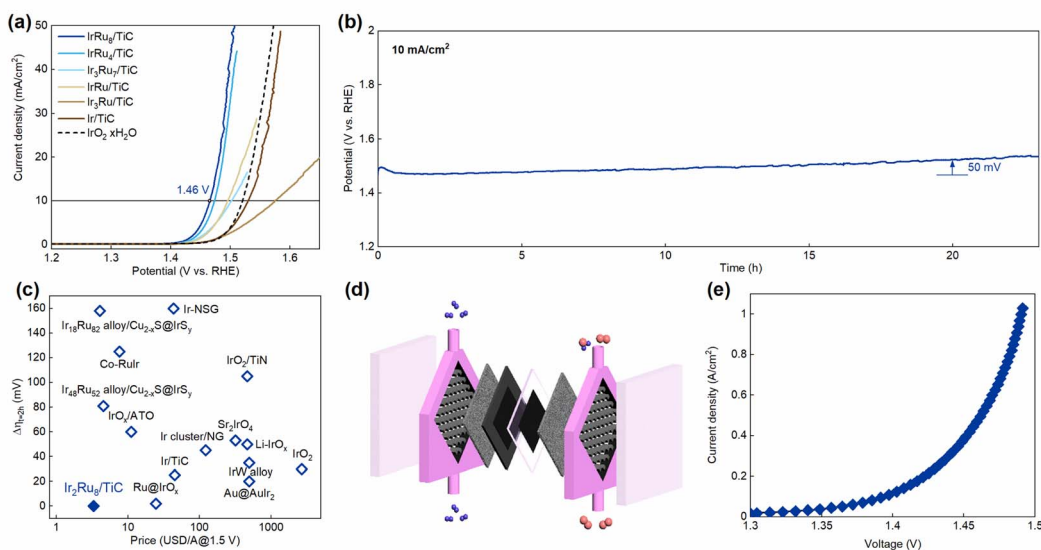 (a)
50
40
30
20
10
0
Current density (mA/cm²)
IrRu₈/TiC
IrRu₄/TiC
Ir₃Ru₇/TiC
IrRu/TiC
Ir₃Ru/TiC
Ir/TiC
IrO₂ xH₂O
1.46 V
1.2 1.3 1.4 1.5 1.6
Potential (V vs. RHE)
(b)
2
1.8
1.6
1.4
1.2
Potential (V vs. RHE)
10 mA/cm²
50 mV
0 5 10 15 20
Time (h)
(c)
160
140
120
100
80
60
40
20
0
Δηt=2h (mV)
Ir-NSG
Ir₁₈Ru₈₂ alloy/Cu₂₋ₓS@IrSy
Co-RuIr
IrO₂/TiN
Ir₄₈Ru₅₂ alloy/Cu₂₋ₓS@IrSy
IrOₓ/ATO
Sr₂IrO₄
Ir cluster/NG
Li-IrOₓ
IrO₂
Ir/TiC
IrW alloy
Ir₂Ru₈/TiC
Ru@IrOₓ
Au@AuIr₂
1 10 100 1000
Price (USD/A@1.5 V)
(d)
(e)
1
0.8
0.6
0.4
0.2
0
Current density (A/cm²)
1.3 1.35 1.4 1.45 1.5
Voltage (V)